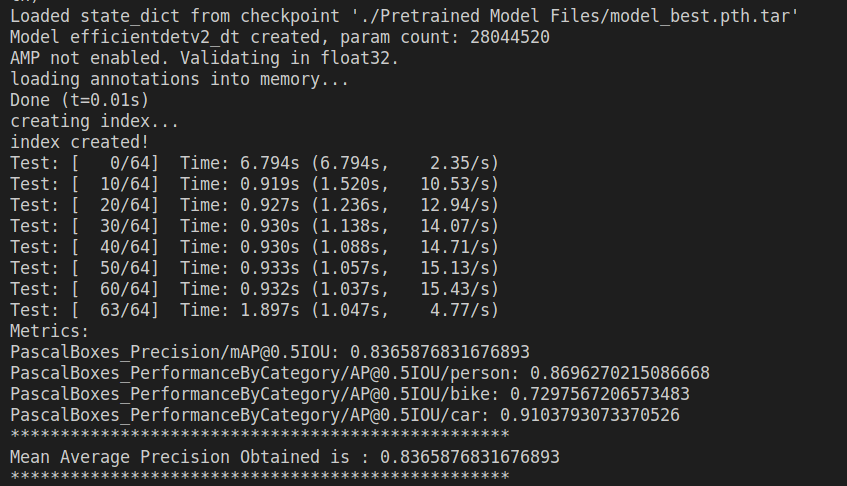 Loaded state_dict from checkpoint './Pretrained Model Files/model_best.pth.tar'
Model efficientdetv2_dt created, param count: 28044520
AMP not enabled. Validating in float32.
loading annotations into memory...
Done (t=0.01s)
creating index...
index created!
Test: [   0/64]  Time: 6.794s (6.794s,    2.35/s)
Test: [  10/64]  Time: 0.919s (1.520s,   10.53/s)
Test: [  20/64]  Time: 0.927s (1.236s,   12.94/s)
Test: [  30/64]  Time: 0.930s (1.138s,   14.07/s)
Test: [  40/64]  Time: 0.930s (1.088s,   14.71/s)
Test: [  50/64]  Time: 0.933s (1.057s,   15.13/s)
Test: [  60/64]  Time: 0.932s (1.037s,   15.43/s)
Test: [  63/64]  Time: 1.897s (1.047s,    4.77/s)
Metrics:
PascalBoxes_Precision/mAP@0.5IOU: 0.8365876831676893
PascalBoxes_PerformanceByCategory/AP@0.5IOU/person: 0.8696270215086668
PascalBoxes_PerformanceByCategory/AP@0.5IOU/bike: 0.7297567206573483
PascalBoxes_PerformanceByCategory/AP@0.5IOU/car: 0.9103793073370526
**************************************************
Mean Average Precision Obtained is : 0.8365876831676893
**************************************************